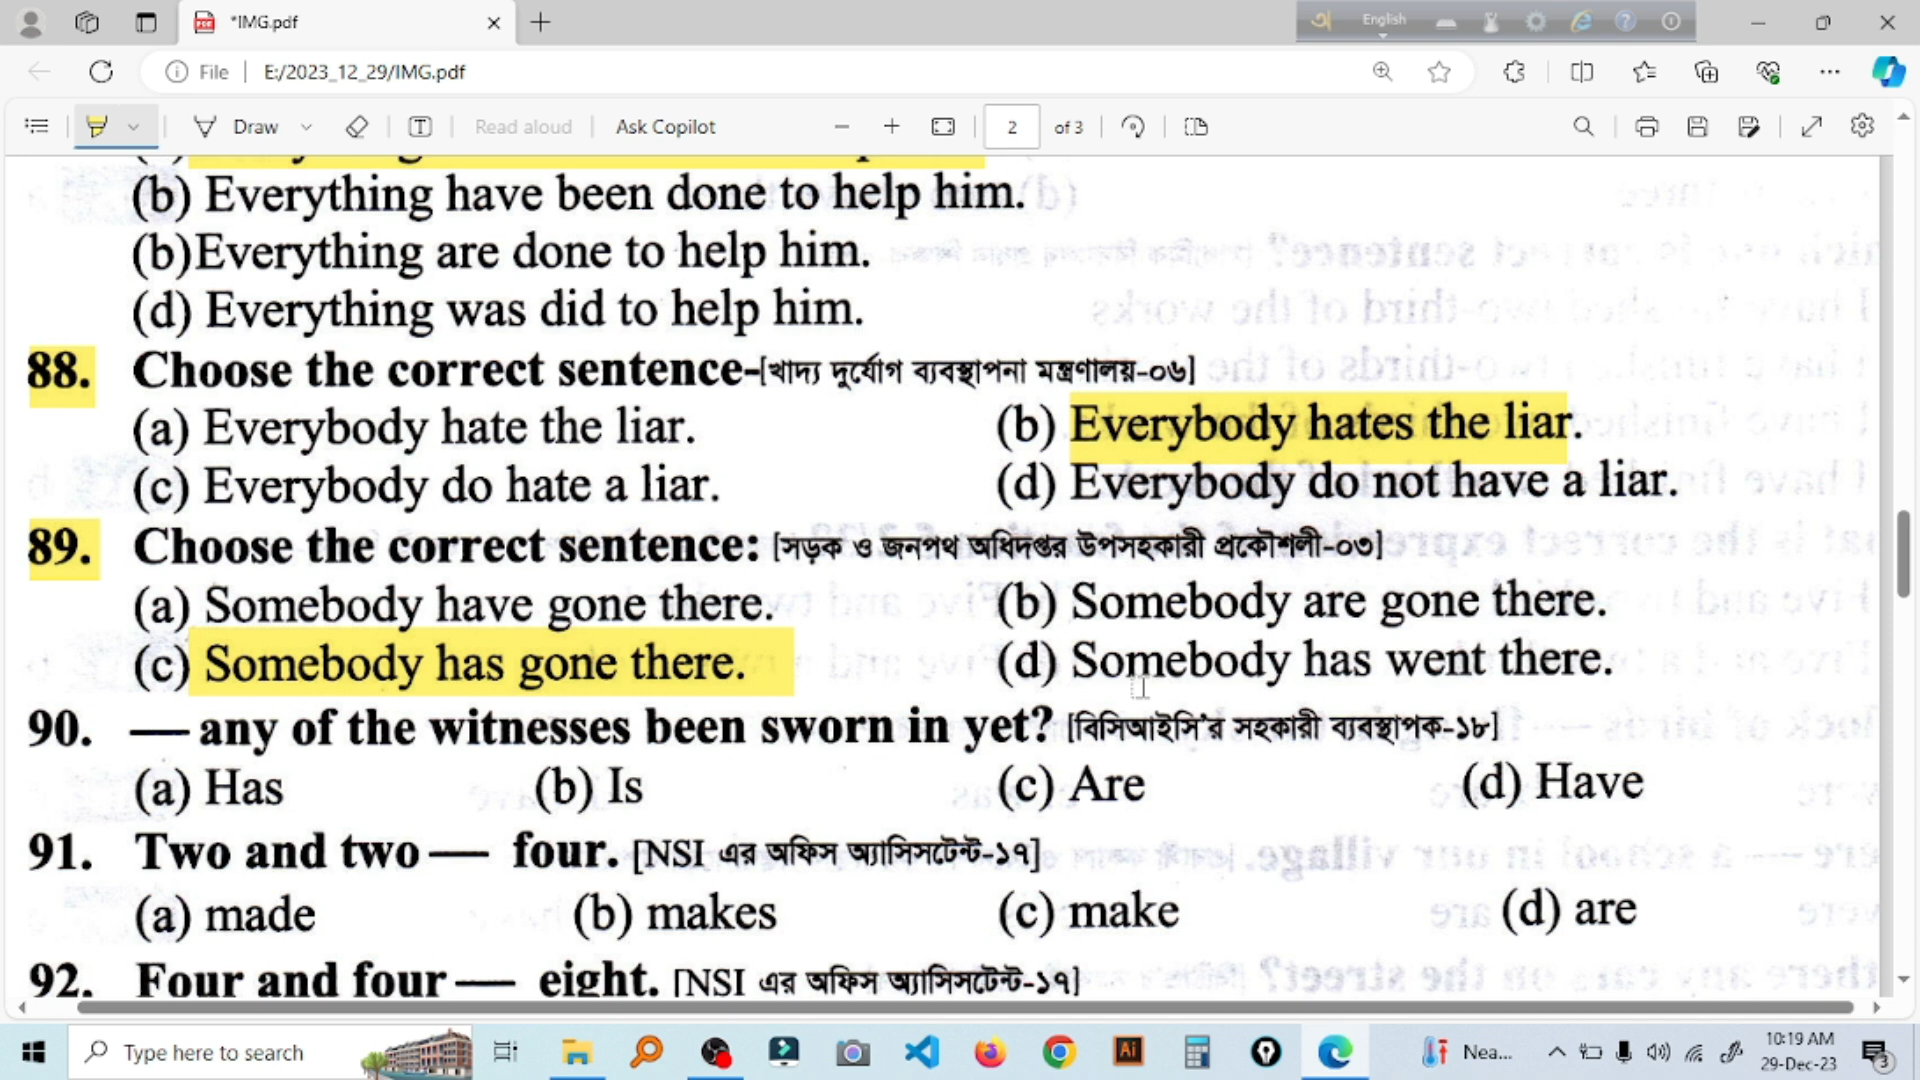 *IMG.pdf
English
File E:/2023_12_29/IMG.pdf
Draw Read aloud Ask Copilot 2 of 3
(b) Everything have been done to help him.
(b)Everything are done to help him.
(d) Everything was did to help him.
88. Choose the correct sentence-[খাদ্য দুর্যোগ ব্যবস্থাপনা মন্ত্রণালয়-০৬]
(a) Everybody hate the liar. (b) Everybody hates the liar.
(c) Everybody do hate a liar. (d) Everybody do not have a liar.
89. Choose the correct sentence: [সড়ক ও জনপথ অধিদপ্তর উপসহকারী প্রকৌশলী-০৩]
(a) Somebody have gone there. (b) Somebody are gone there.
(c) Somebody has gone there. (d) Somebody has went there.
90. — any of the witnesses been sworn in yet? [বিসিআইসি'র সহকারী ব্যবস্থাপক-১৮]
(a) Has (b) Is (c) Are (d) Have
91. Two and two — four. [NSI এর অফিস অ্যাসিসটেন্ট-১৭]
(a) made (b) makes (c) make (d) are
92. Four and four — eight. [NSI এর অফিস অ্যাসিসটেন্ট-১৭]
Type here to search Nea... 10:19 AM
29-Dec-23 3